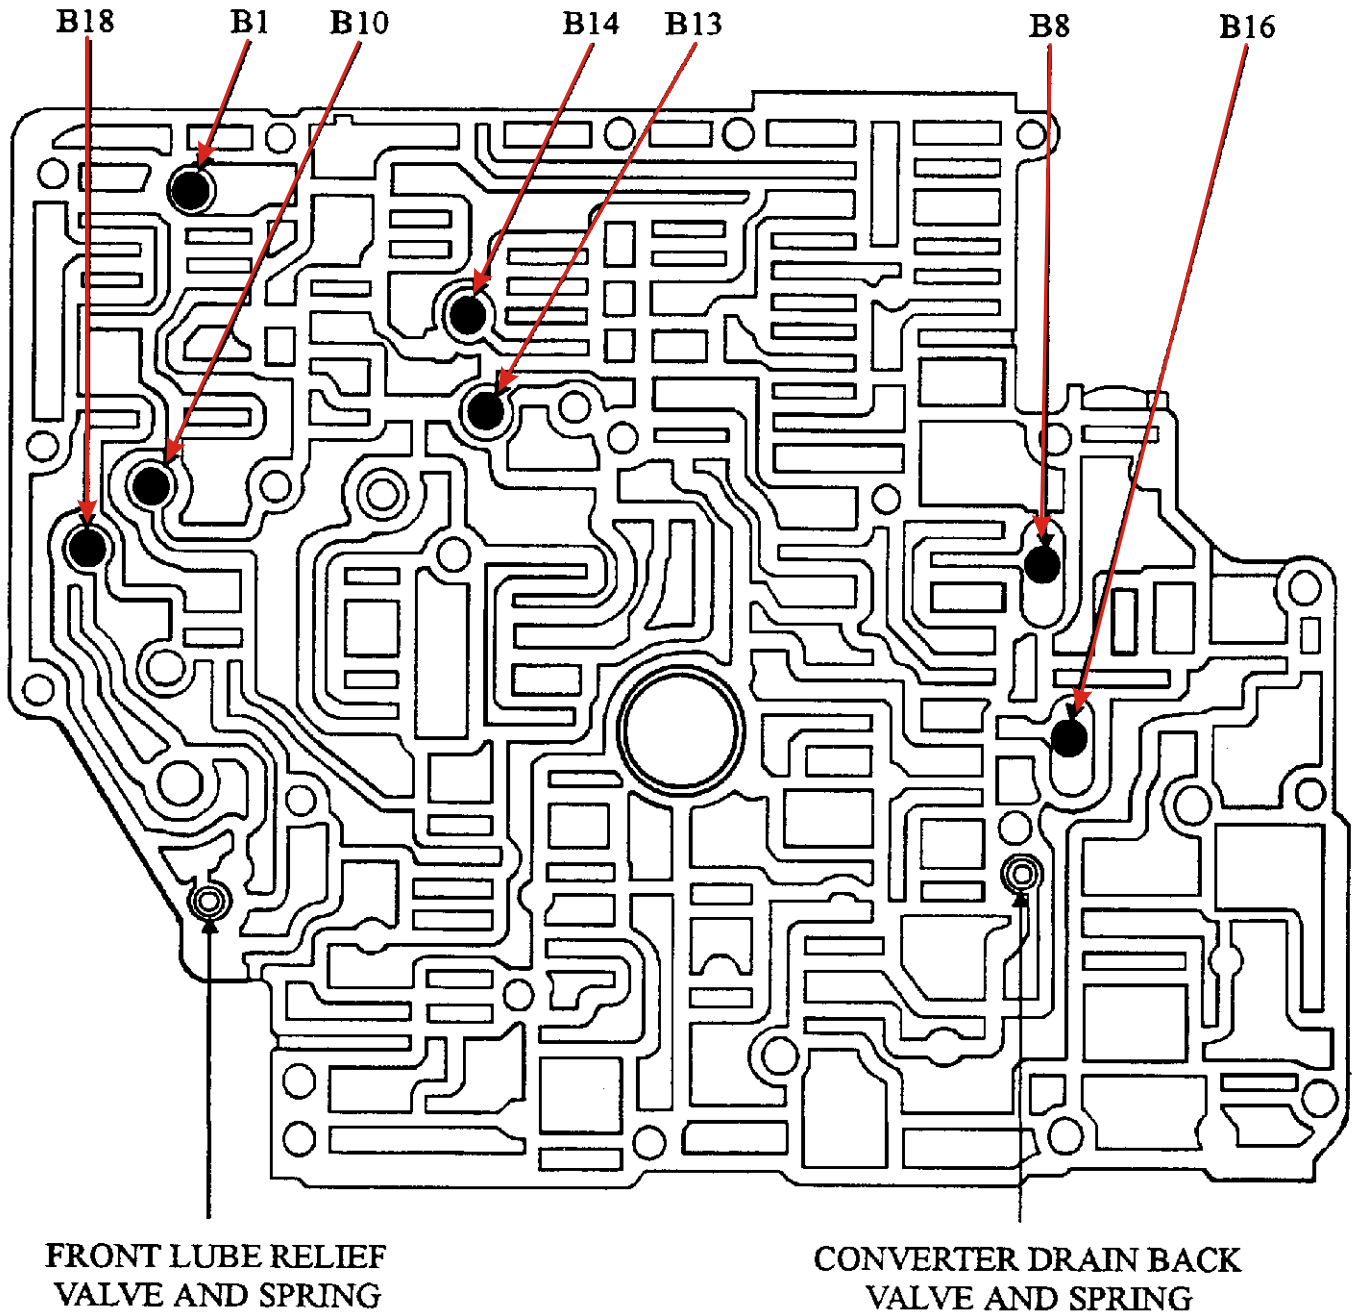 B18 B1 B10 B14 B13 B8 B16
FRONT LUBE RELIEF
VALVE AND SPRING
CONVERTER DRAIN BACK
VALVE AND SPRING